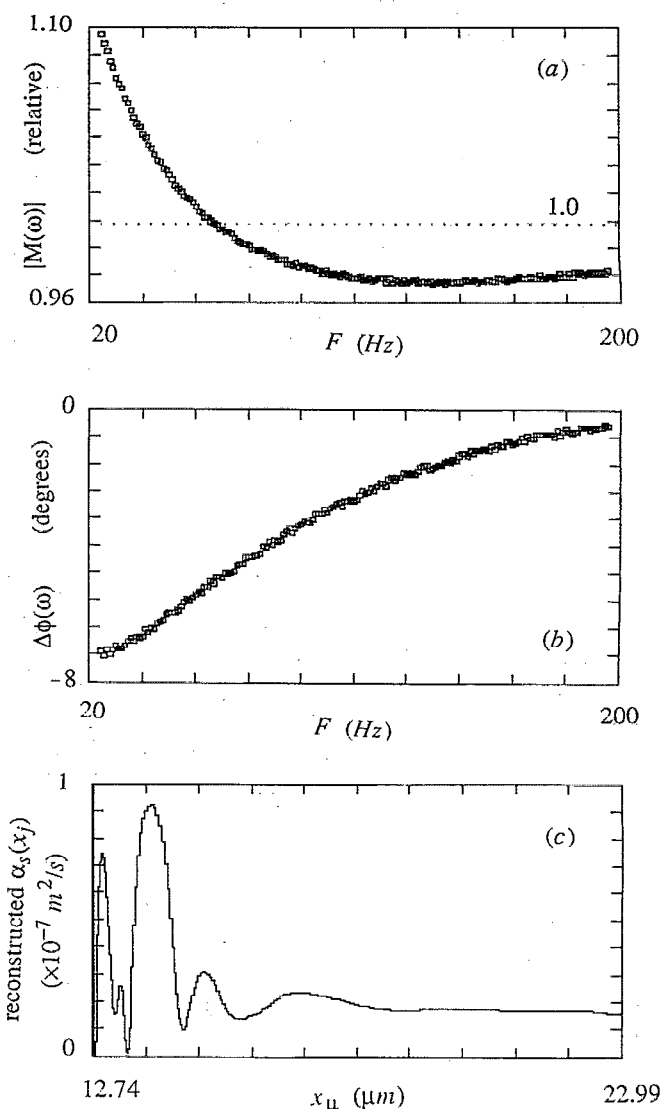 1.10
|M(ω)| (relative)
(a)
1.0
0.96
20
F (Hz)
200
0
Δϕ(ω) (degrees)
(b)
-8
20
F (Hz)
200
1
reconstructed αs(xj)
(×10⁻⁷ m²/s)
(c)
0
12.74
xμ (μm)
22.99